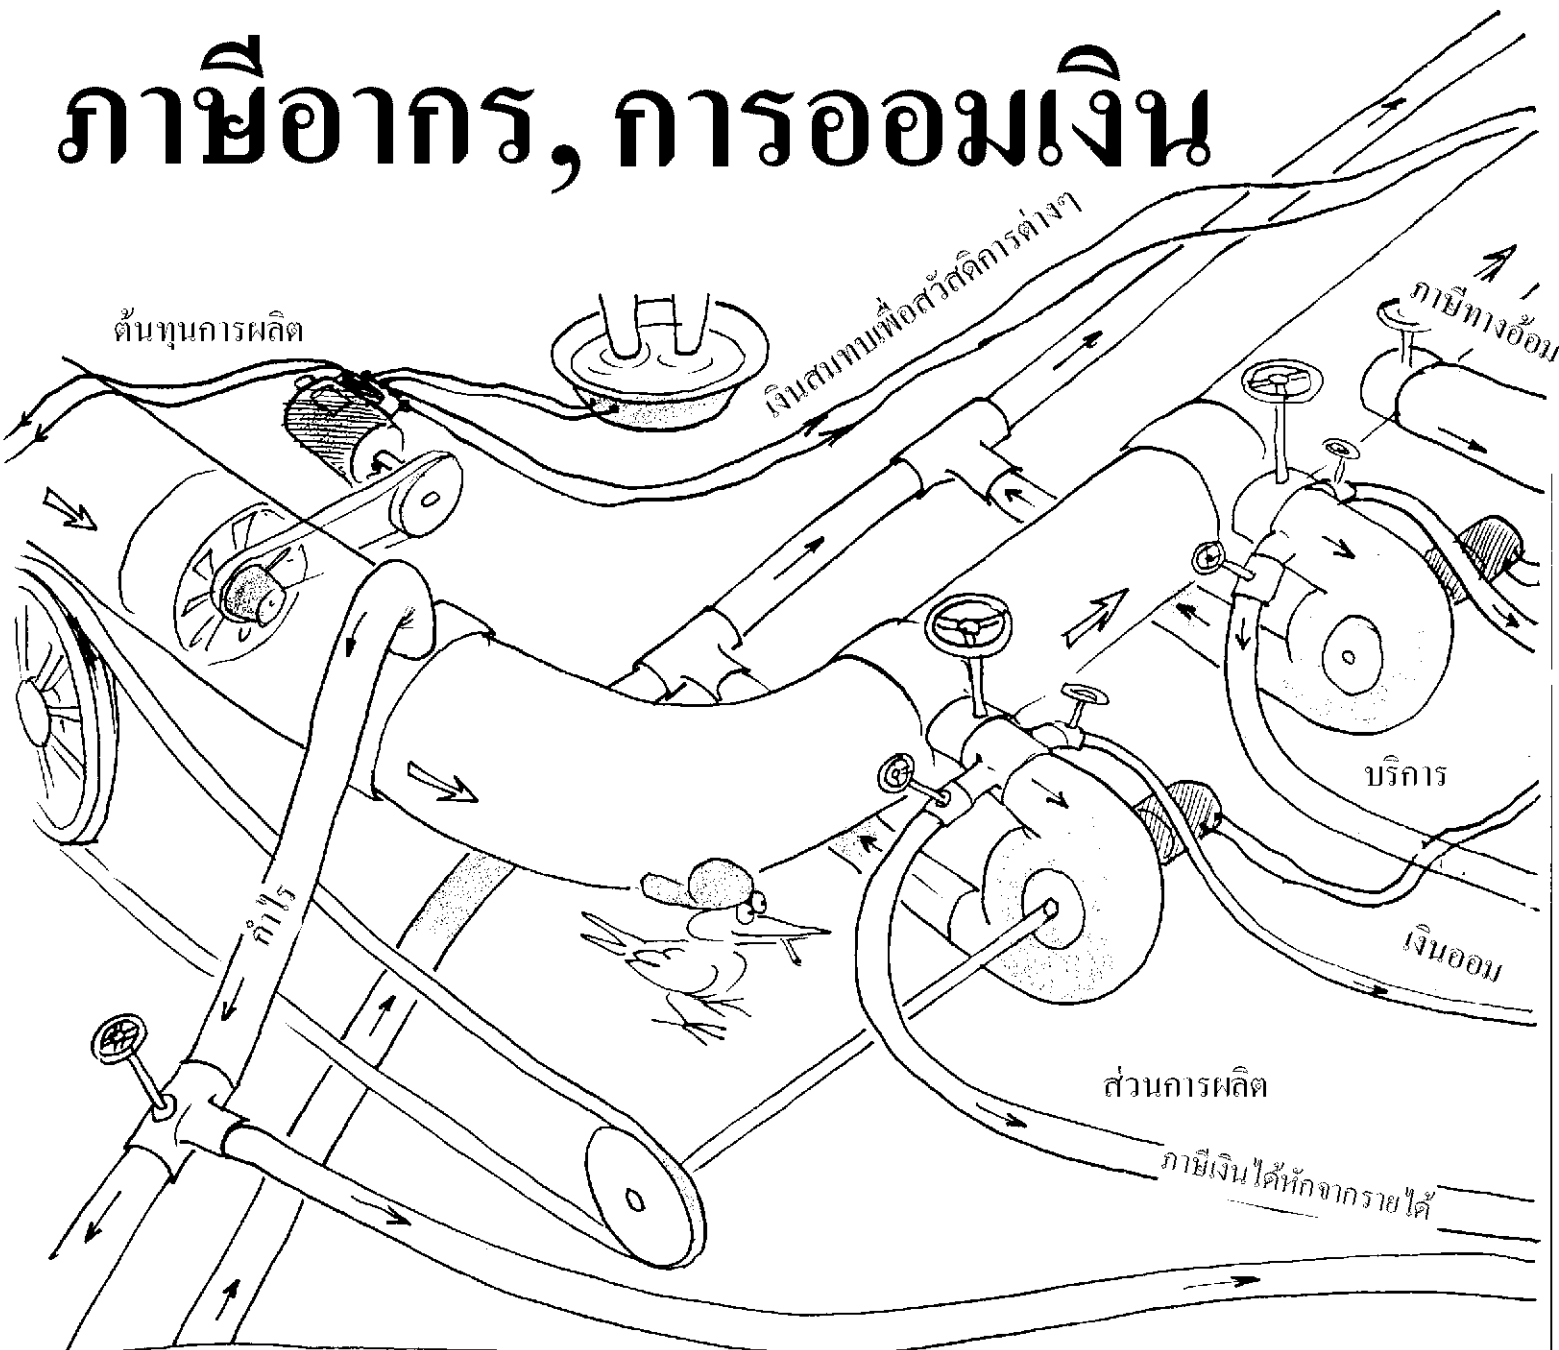 ภาษีอากร, การออมเงิน
เงินสมทบเพื่อสวัสดิการต่างๆ
ต้นทุนการผลิต
ภาษีทางอ้อม
บริการ
กำไร
เงินออม
ส่วนการผลิต
ภาษีเงินได้หักจากรายได้